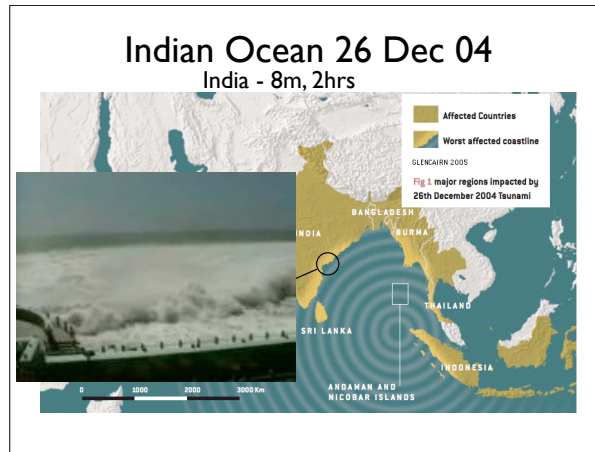 Indian Ocean 26 Dec 04
India - 8m, 2hrs
Affected Countries
Worst affected coastline
GLENCAIRN 2005
Fig 1 major regions impacted by
26th December 2004 Tsunami
BANGLADESH
INDIA
BURMA
THAILAND
SRI LANKA
INDONESIA
ANDAMAN AND
NICOBAR ISLANDS
0 1000 2000 3000 Km